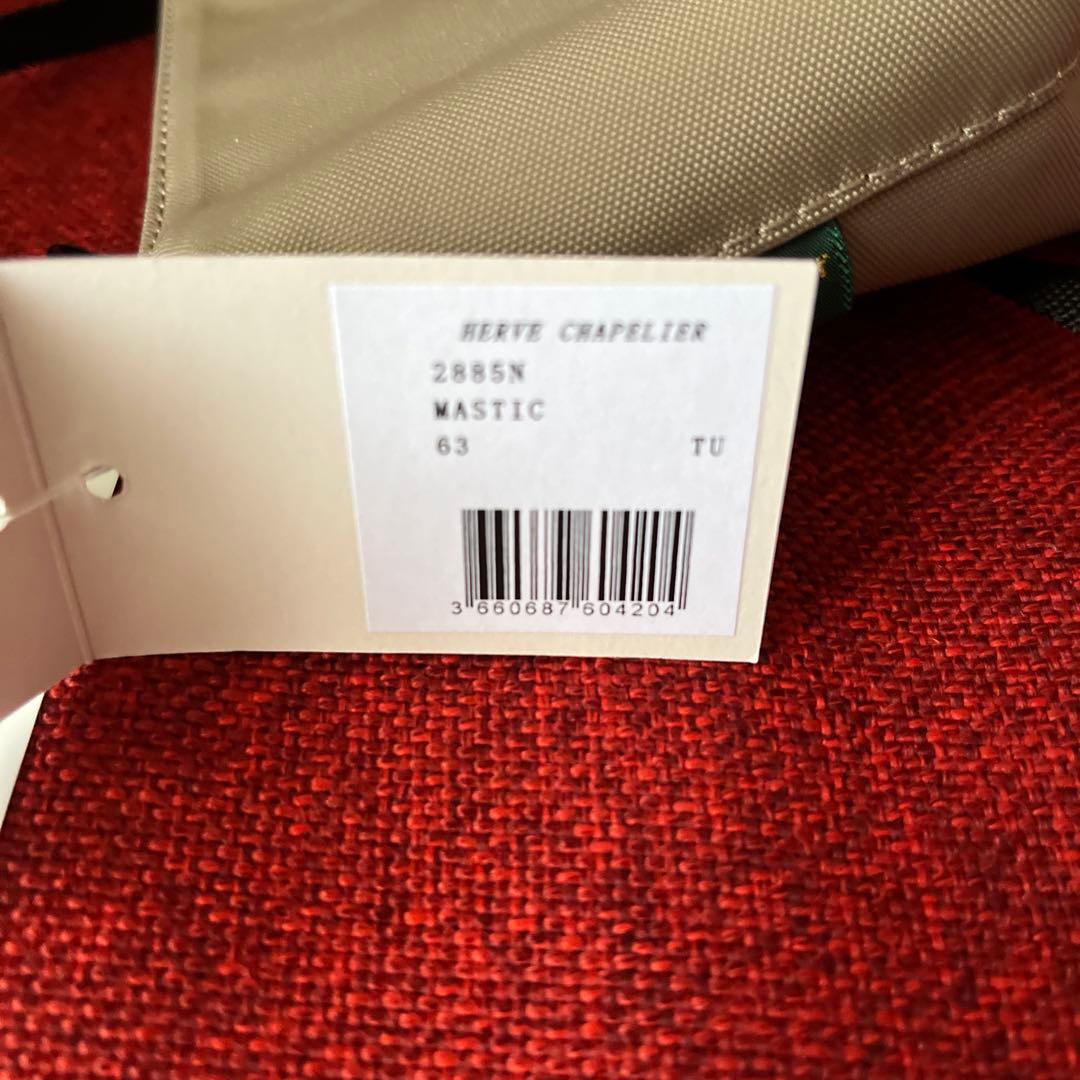 HERVE CHAPELIER
2885N
MASTIC
63 TU
3 660687 604204